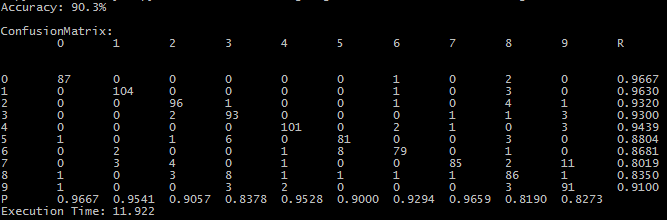 Accuracy: 90.3%
ConfusionMatrix:
0 1 2 3 4 5 6 7 8 9 R
0 87 0 0 0 0 0 1 0 2 0 0.9667
1 0 104 0 0 0 0 1 0 3 0 0.9630
2 0 0 96 1 0 0 1 0 4 1 0.9320
3 0 0 2 93 0 0 0 1 1 3 0.9300
4 0 0 0 0 101 0 2 1 0 3 0.9439
5 1 0 1 6 0 81 0 0 3 0 0.8804
6 0 2 0 0 1 8 79 0 1 0 0.8681
7 0 3 4 0 1 0 0 85 2 11 0.8019
8 1 0 3 8 1 1 1 1 86 1 0.8350
9 1 0 0 3 2 0 0 0 3 91 0.9100
P 0.9667 0.9541 0.9057 0.8378 0.9528 0.9000 0.9294 0.9659 0.8190 0.8273
Execution Time: 11.922